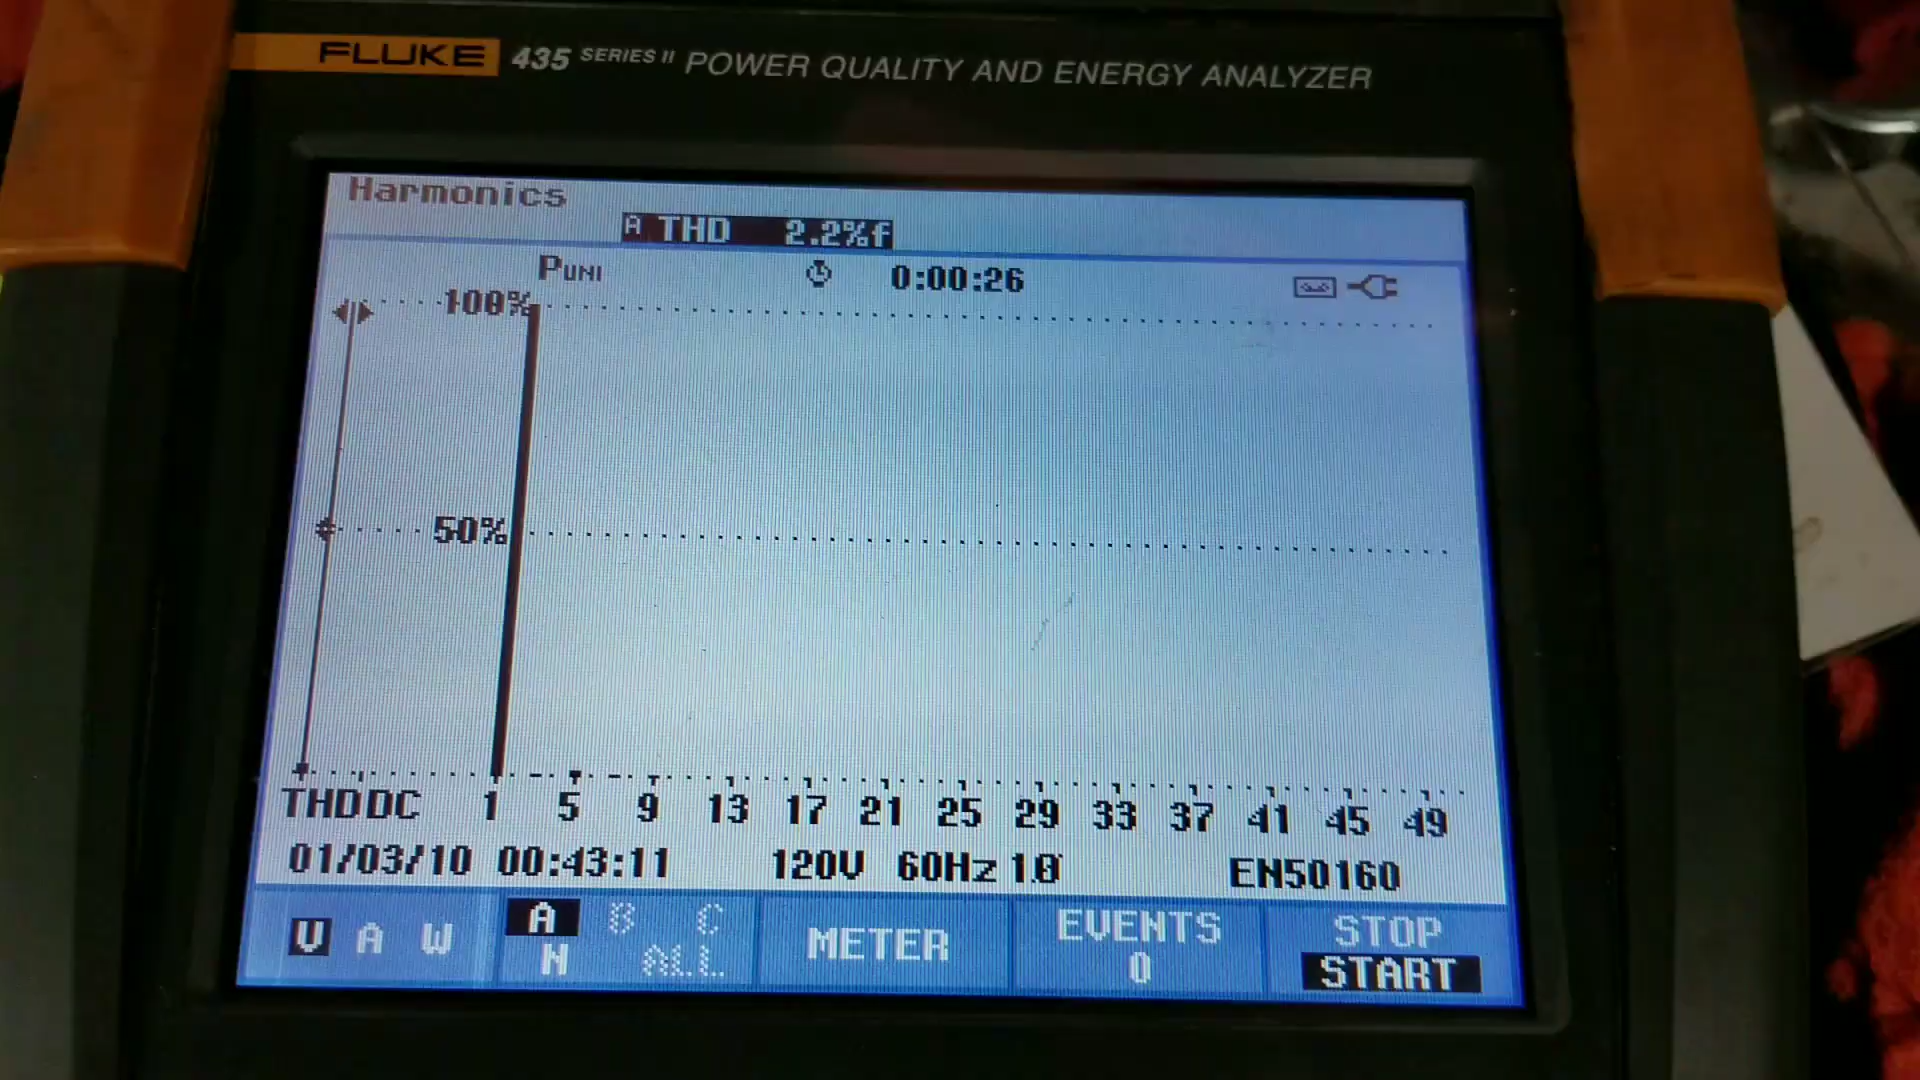 FLUKE 435 SERIES II POWER QUALITY AND ENERGY ANALYZER
Harmonics
A THD 2.2%f
PUNI 0:00:26
100%
50%
THD DC 1 5 9 13 17 21 25 29 33 37 41 45 49
01/03/10 00:43:11 120V 60Hz 1Ø EN50160
V A W A B C METER EVENTS STOP
N ALL 0 START